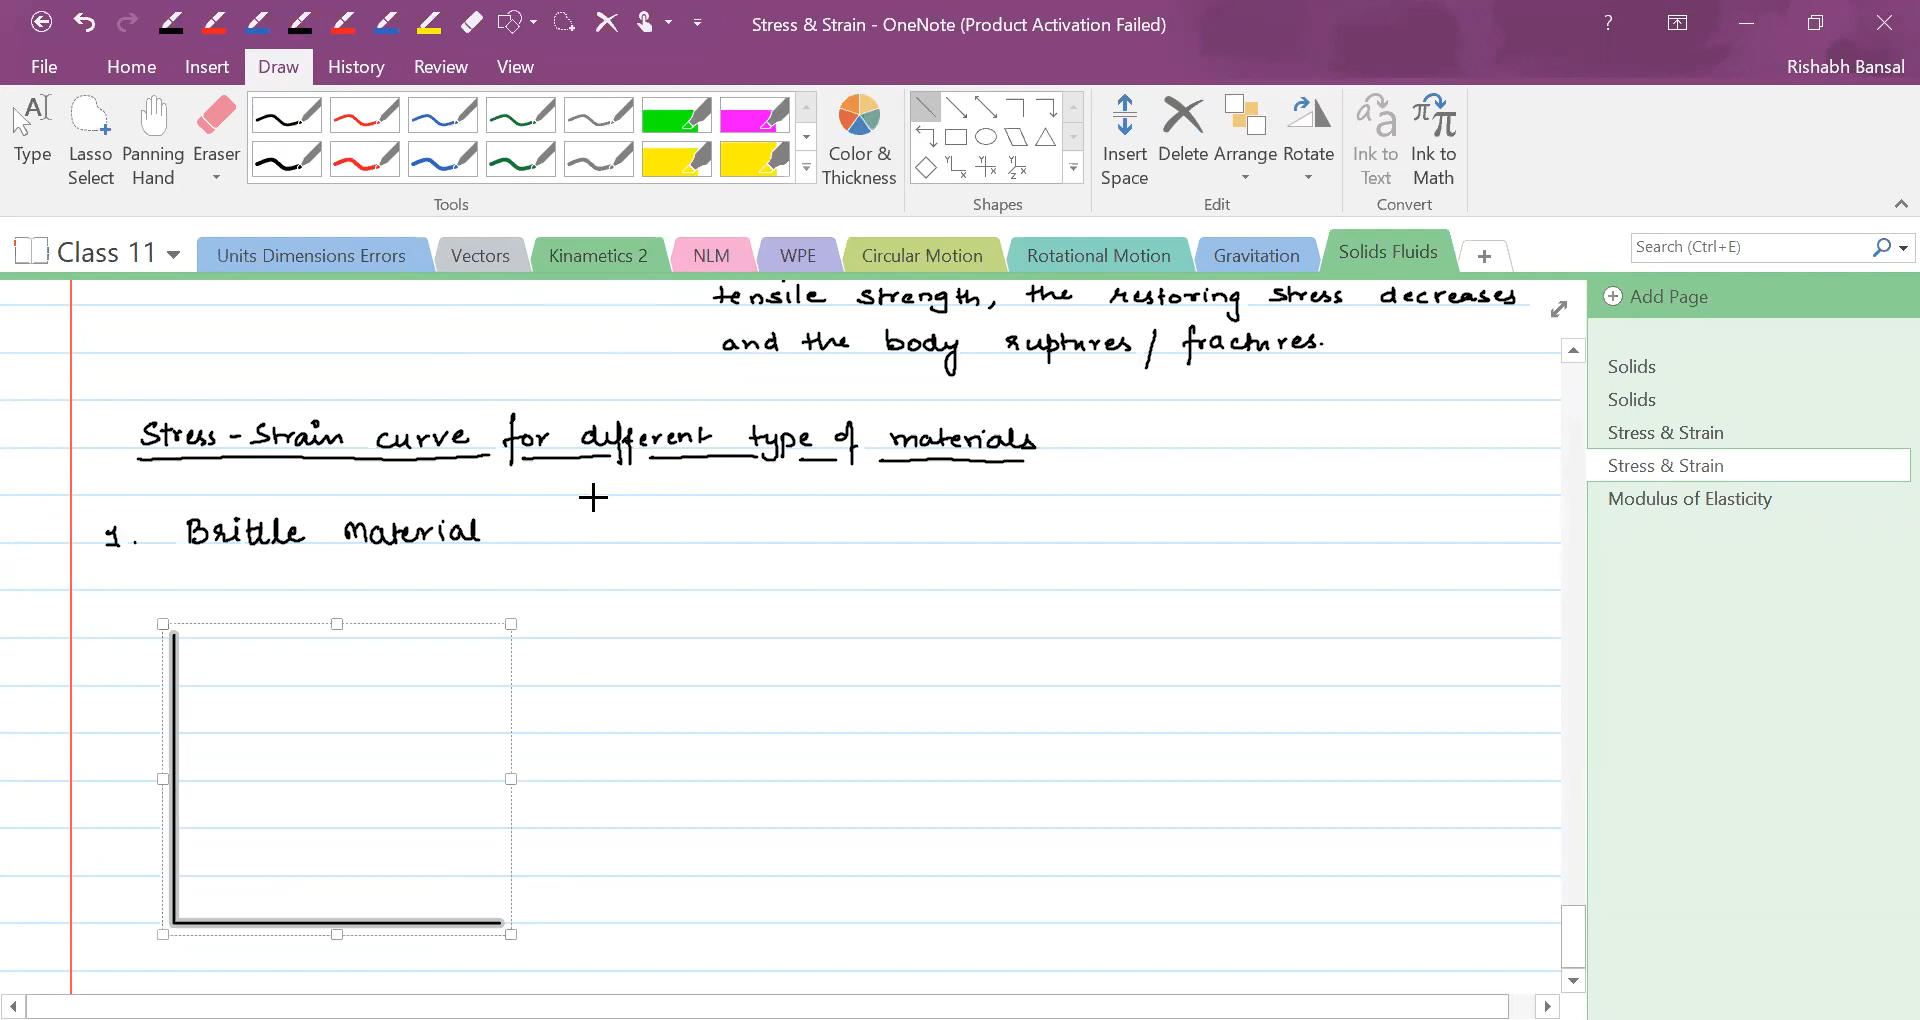 Stress & Strain - OneNote (Product Activation Failed)
?
File Home Insert Draw History Review View
Rishabh Bansal
Type
Lasso Select
Panning Hand
Eraser
Color & Thickness
Insert Space
Delete
Arrange
Rotate
Ink to Text
Ink to Math
Tools
Shapes
Edit
Convert
Class 11
Units Dimensions Errors
Vectors
Kinametics 2
NLM
WPE
Circular Motion
Rotational Motion
Gravitation
Solids Fluids
Search (Ctrl+E)
Add Page
Solids
Solids
Stress & Strain
Stress & Strain
Modulus of Elasticity
tensile strength, the restoring stress decreases
and the body ruptures / fractures.
Stress - Strain curve for different type of materials
1. Brittle Material